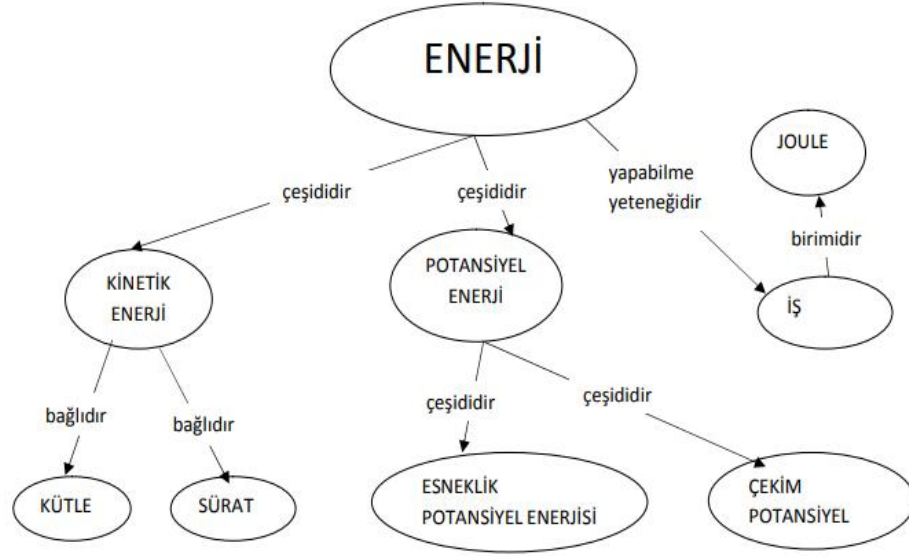 ENERJİ
JOULE
çeşididir
çeşididir
yapabilme
yeteneğidir
birimidir
KİNETİK
ENERJİ
POTANSİYEL
ENERJİ
İŞ
bağlıdır
bağlıdır
çeşididir
çeşididir
KÜTLE
SÜRAT
ESNEKLİK
POTANSİYEL ENERJİSİ
ÇEKİM
POTANSİYEL